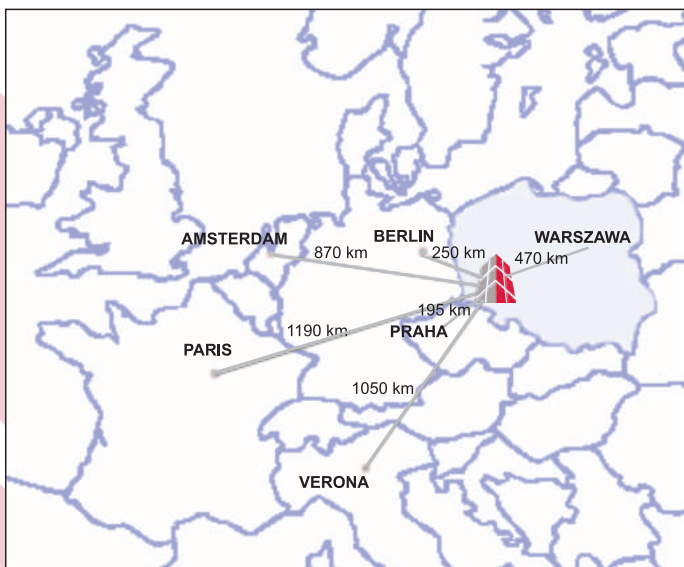 AMSTERDAM
870 km
BERLIN
250 km
WARSZAWA
470 km
195 km
PRAHA
1190 km
PARIS
1050 km
VERONA